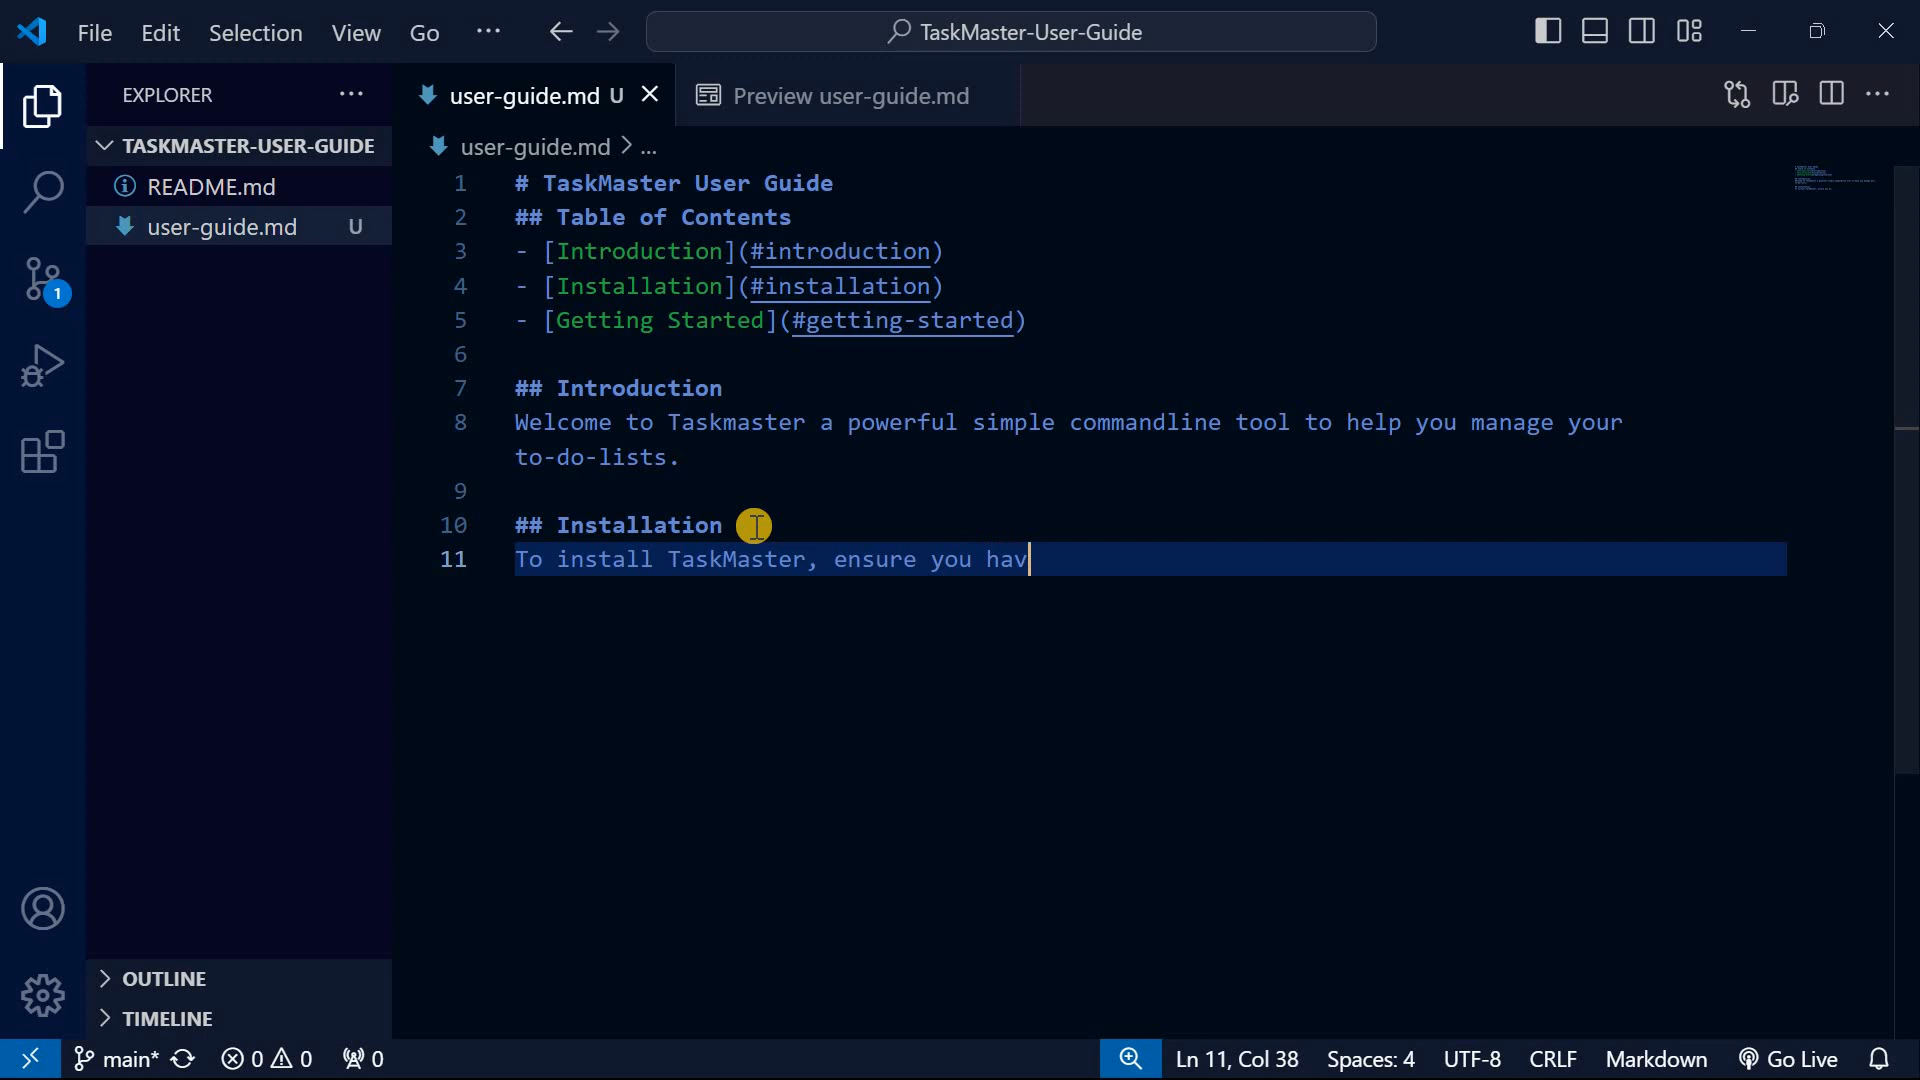 File Edit Selection View Go ... TaskMaster-User-Guide
EXPLORER ...
TASKMASTER-USER-GUIDE
README.md
user-guide.md U
1
OUTLINE
TIMELINE
user-guide.md U Preview user-guide.md ...
user-guide.md > ...
1 # TaskMaster User Guide
2 ## Table of Contents
3 - [Introduction](#introduction)
4 - [Installation](#installation)
5 - [Getting Started](#getting-started)
6
7 ## Introduction
8 Welcome to Taskmaster a powerful simple commandline tool to help you manage your
to-do-lists.
9
10 ## Installation
11 To install TaskMaster, ensure you hav
main* 0 0 0 Ln 11, Col 38 Spaces: 4 UTF-8 CRLF Markdown Go Live